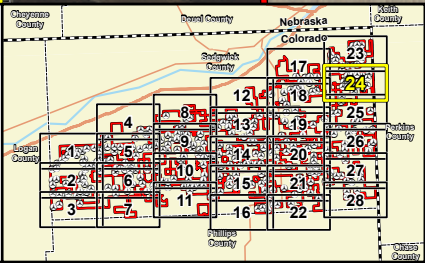 Cheyenne
County
Deuel County
Keith
County
Nebraska
Colorado
Sedgwick
County
23
17
24
12
18
8
25
4
13
19
Perkins
County
9
26
Logan
County
1
5
14
20
10
27
2
6
15
21
11
28
3
7
16
22
Phillips
County
Chase
County